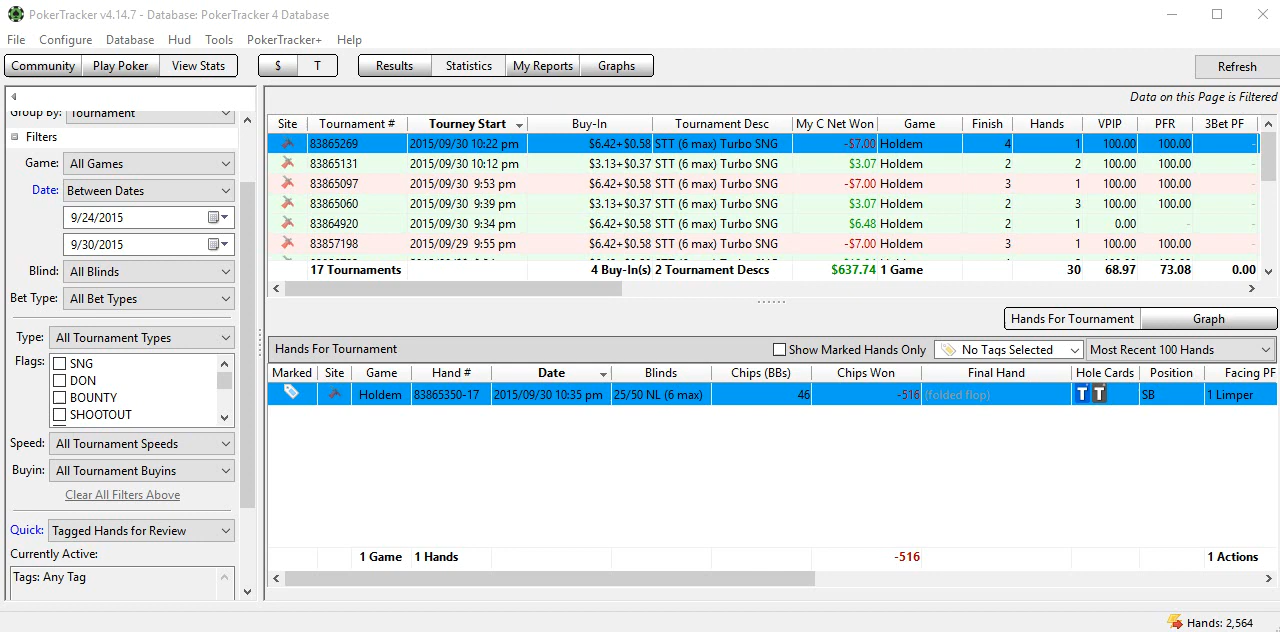 PokerTracker v4.14.7 - Database: PokerTracker 4 Database
File Configure Database Hud Tools PokerTracker+ Help
Community Play Poker View Stats $ T Results Statistics My Reports Graphs Refresh
Data on this Page is Filtered
Group By: Tournament
Filters
Game: All Games
Date: Between Dates
9/24/2015
9/30/2015
Blind: All Blinds
Bet Type: All Bet Types
Type: All Tournament Types
Flags: SNG
DON
BOUNTY
SHOOTOUT
Speed: All Tournament Speeds
Buyin: All Tournament Buyins
Clear All Filters Above
Quick: Tagged Hands for Review
Currently Active:
Tags: Any Tag
Site Tournament # Tourney Start Buy-In Tournament Desc My C Net Won Game Finish Hands VPIP PFR 3Bet PF
83865269 2015/09/30 10:22 pm $6.42+$0.58 STT (6 max) Turbo SNG -$7.00 Holdem 4 1 100.00 100.00 -
83865131 2015/09/30 10:12 pm $3.13+$0.37 STT (6 max) Turbo SNG $3.07 Holdem 2 2 100.00 100.00 -
83865097 2015/09/30 9:53 pm $6.42+$0.58 STT (6 max) Turbo SNG -$7.00 Holdem 3 1 100.00 100.00 -
83865060 2015/09/30 9:39 pm $3.13+$0.37 STT (6 max) Turbo SNG $3.07 Holdem 2 3 100.00 100.00 -
83864920 2015/09/30 9:34 pm $6.42+$0.58 STT (6 max) Turbo SNG $6.48 Holdem 2 1 0.00 - -
83857198 2015/09/29 9:55 pm $6.42+$0.58 STT (6 max) Turbo SNG -$7.00 Holdem 3 1 100.00 100.00 -
17 Tournaments 4 Buy-In(s) 2 Tournament Descs $637.74 1 Game 30 68.97 73.08 0.00
Hands For Tournament Graph
Hands For Tournament Show Marked Hands Only No Tags Selected Most Recent 100 Hands
Marked Site Game Hand # Date Blinds Chips (BBs) Chips Won Final Hand Hole Cards Position Facing PF
Holdem 83865350-17 2015/09/30 10:35 pm 25/50 NL (6 max) 46 -516 (folded flop) T T SB 1 Limper
1 Game 1 Hands -516 1 Actions
Hands: 2,564